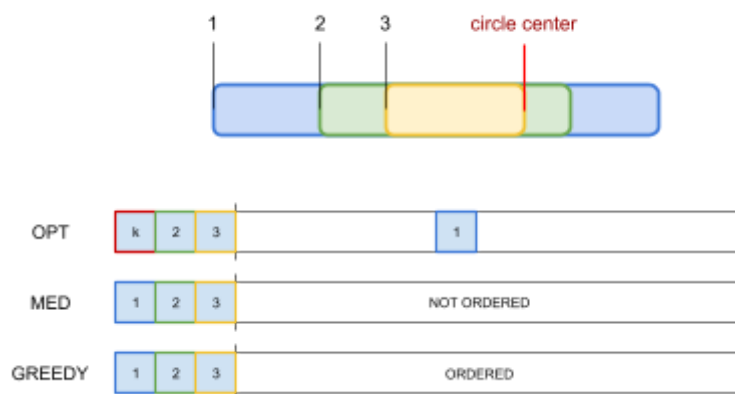 1 2 3 circle center
OPT k 2 3 1
MED 1 2 3 NOT ORDERED
GREEDY 1 2 3 ORDERED